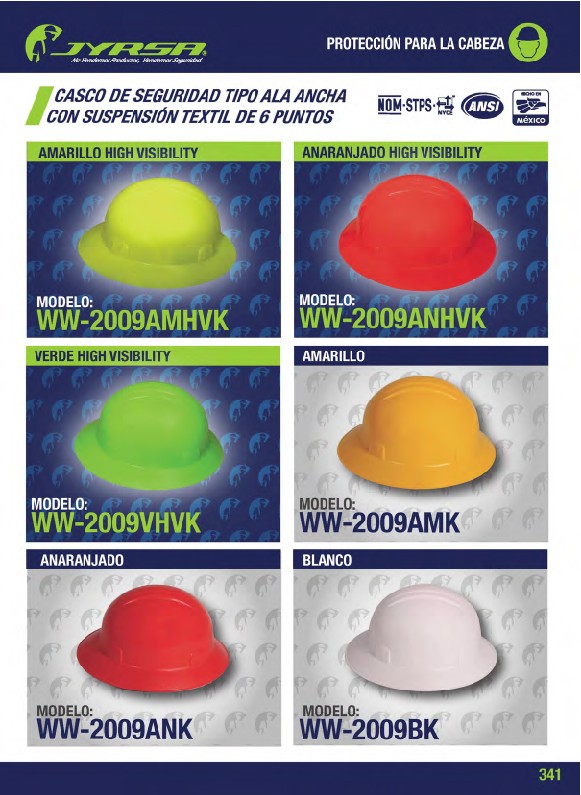 JYRSA®
No Vendemos Productos, Vendemos Seguridad
PROTECCIÓN PARA LA CABEZA
CASCO DE SEGURIDAD TIPO ALA ANCHA
CON SUSPENSIÓN TEXTIL DE 6 PUNTOS
NOM-STPS-
NYCE
ANSI
HECHO EN
MÉXICO
AMARILLO HIGH VISIBILITY
MODELO:
WW-2009AMHVK
ANARANJADO HIGH VISIBILITY
MODELO:
WW-2009ANHVK
VERDE HIGH VISIBILITY
MODELO:
WW-2009VHVK
AMARILLO
MODELO:
WW-2009AMK
ANARANJADO
MODELO:
WW-2009ANK
BLANCO
MODELO:
WW-2009BK
341